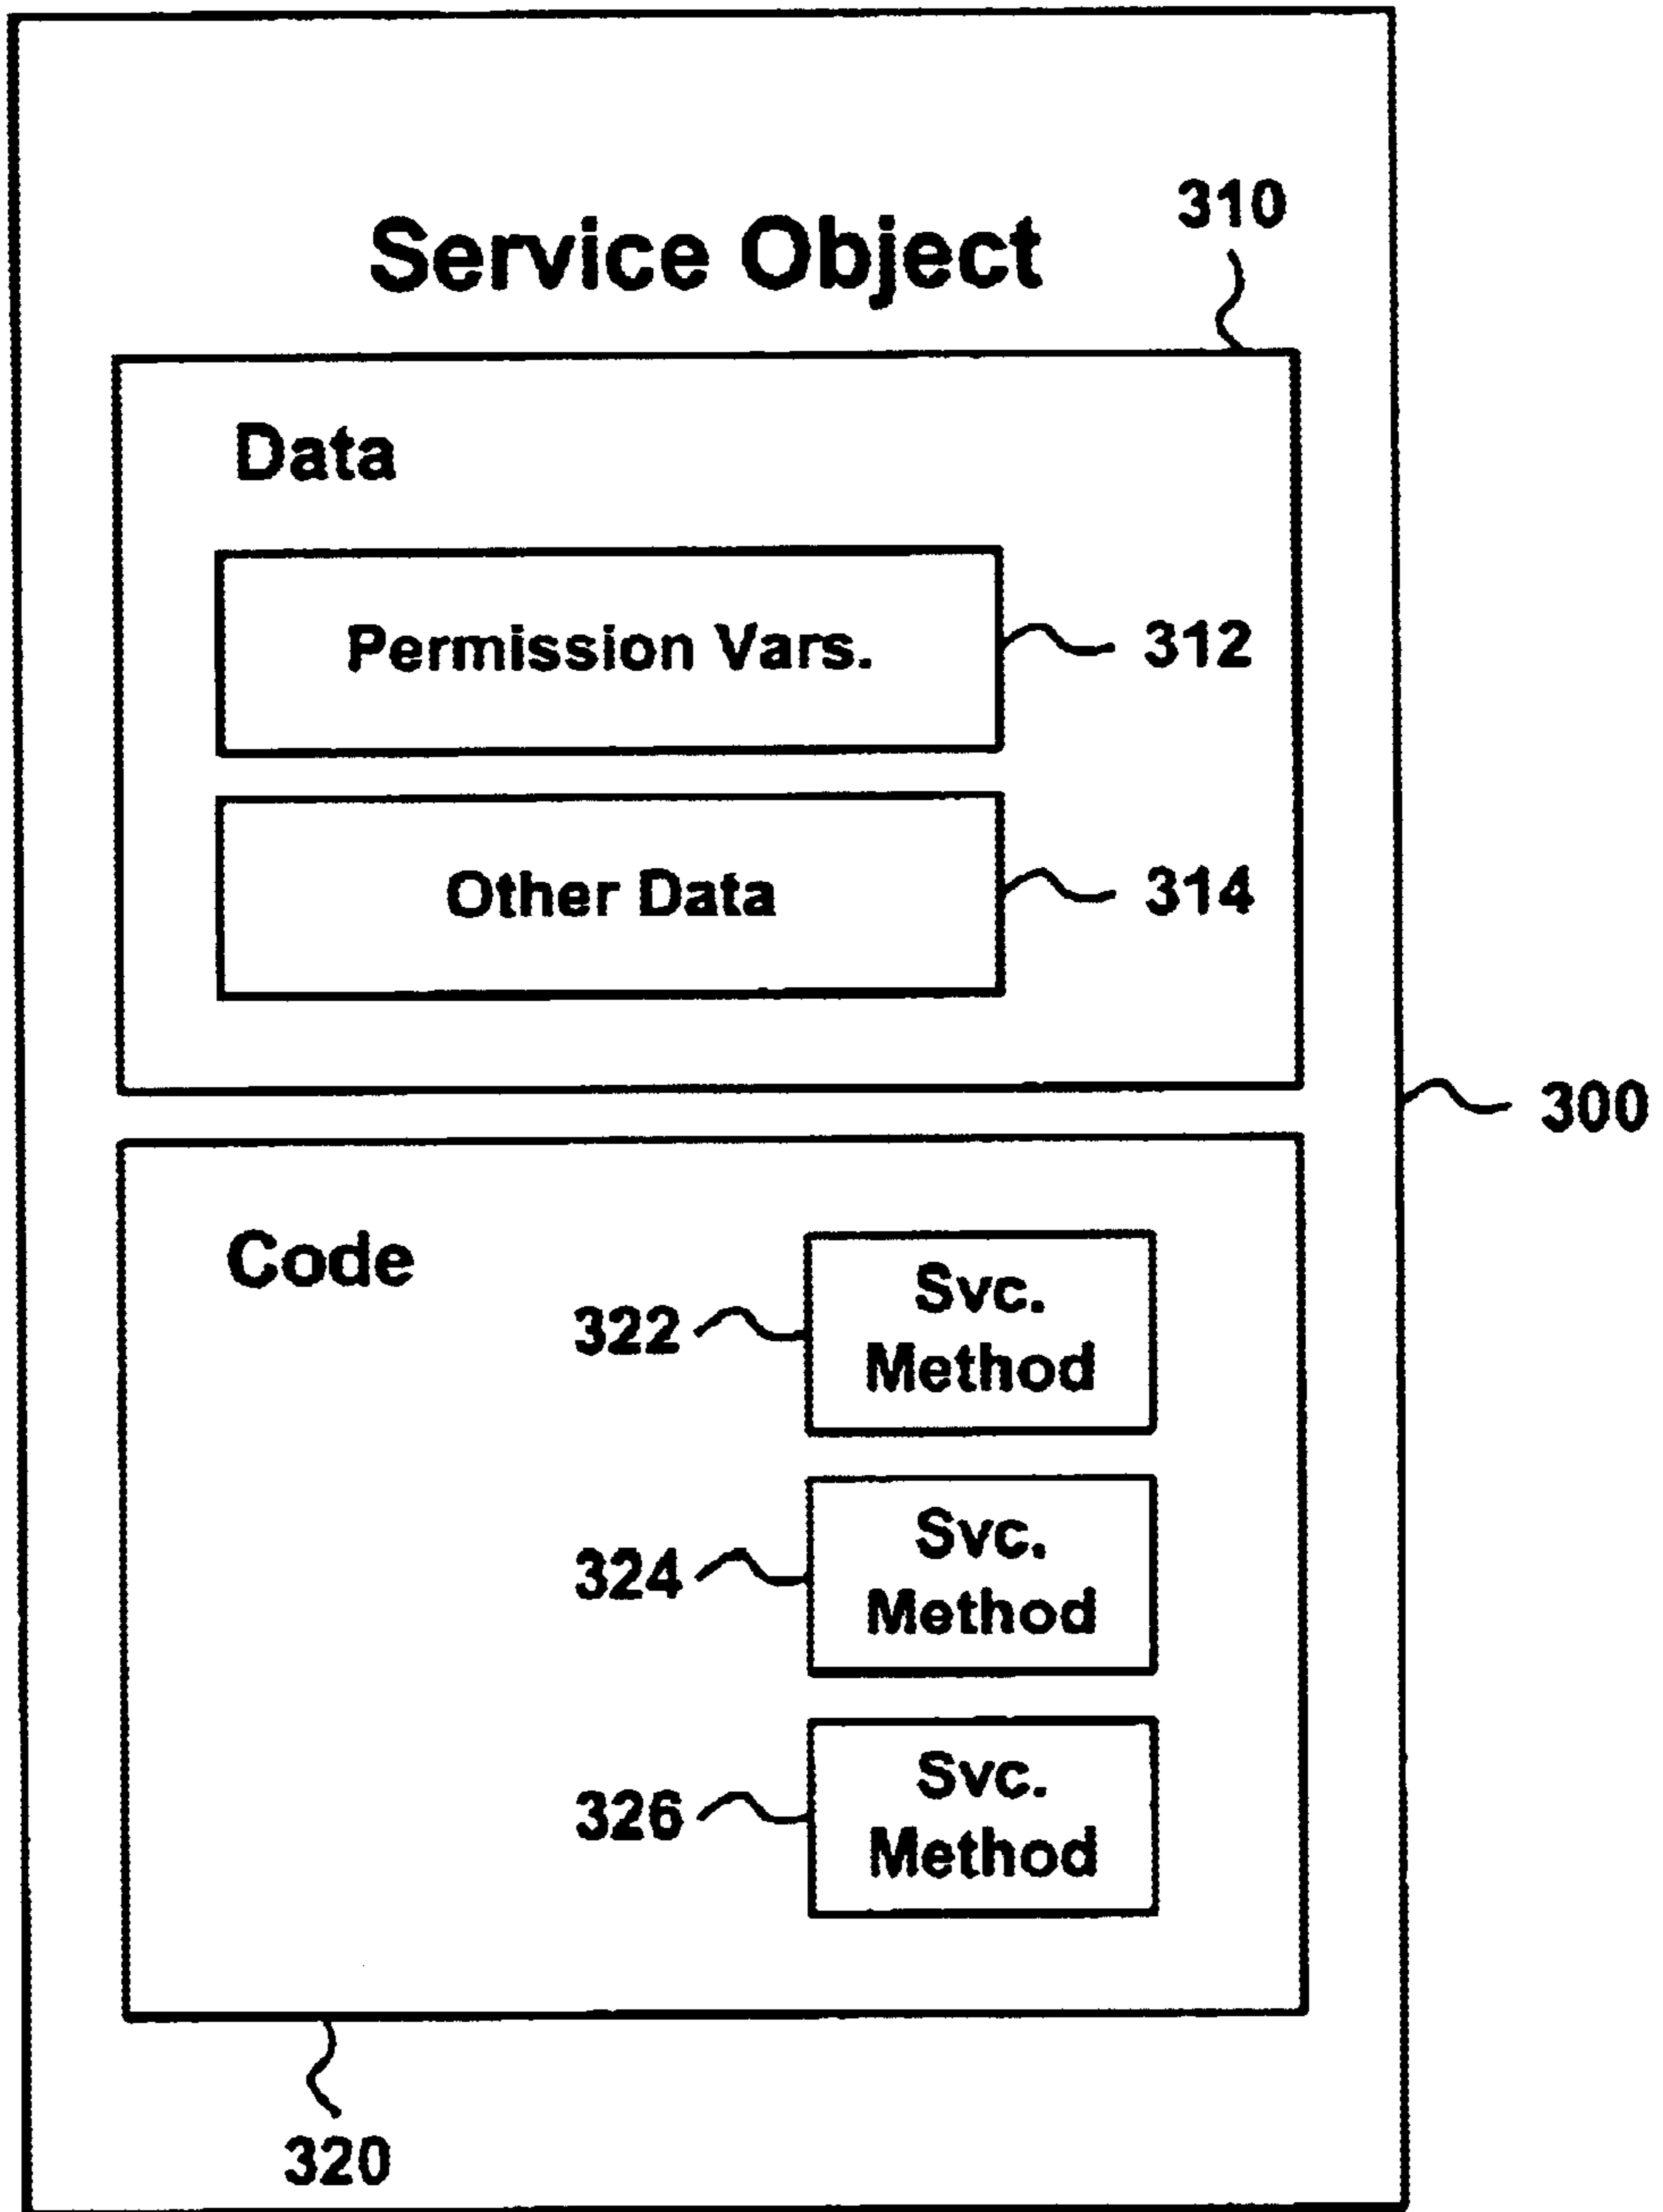 310
Service Object
Data
Permission Vars.
312
Other Data
314
300
Code
Svc.
Method
322
Svc.
Method
324
Svc.
Method
326
320